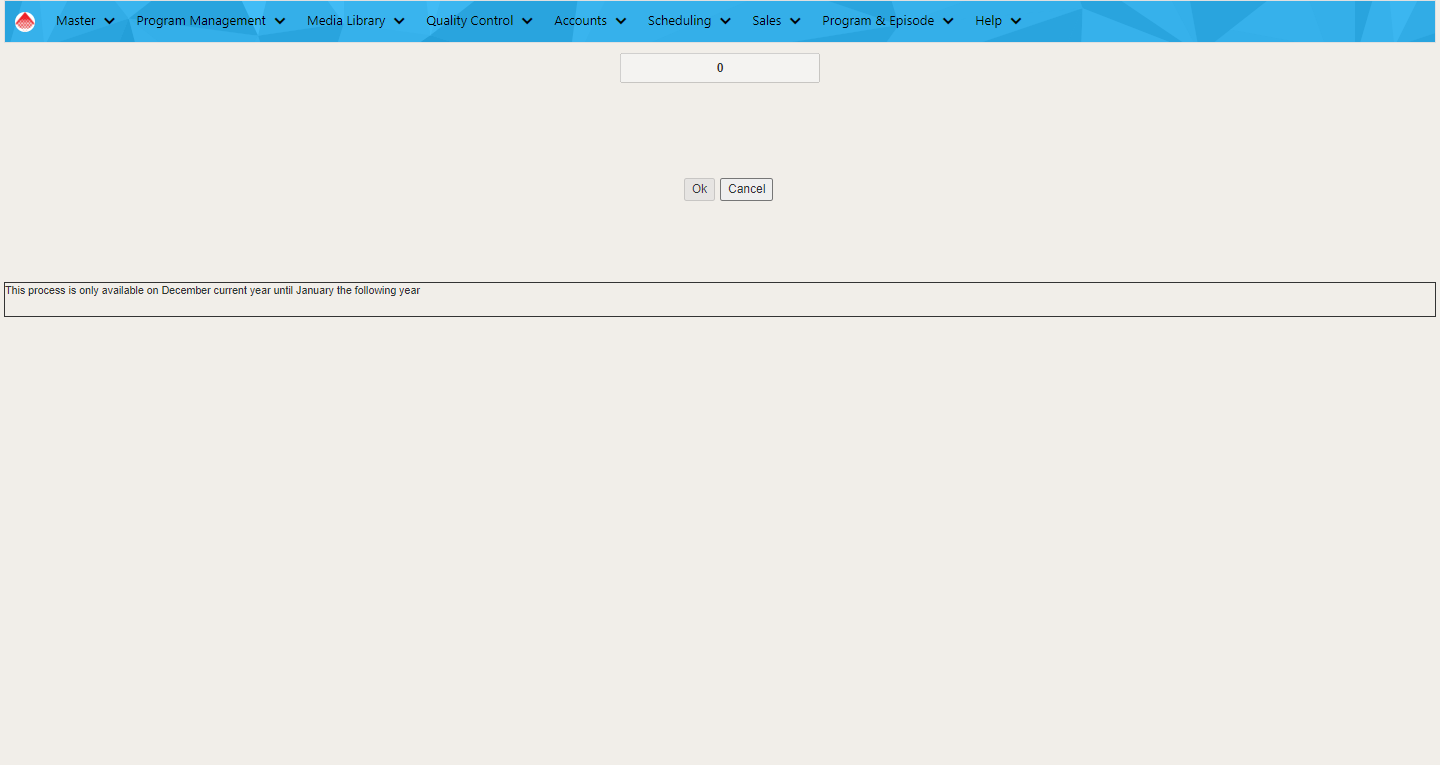 Master Program Management Media Library Quality Control Accounts Scheduling Sales Program & Episode Help
0
Ok Cancel
This process is only available on December current year until January the following year